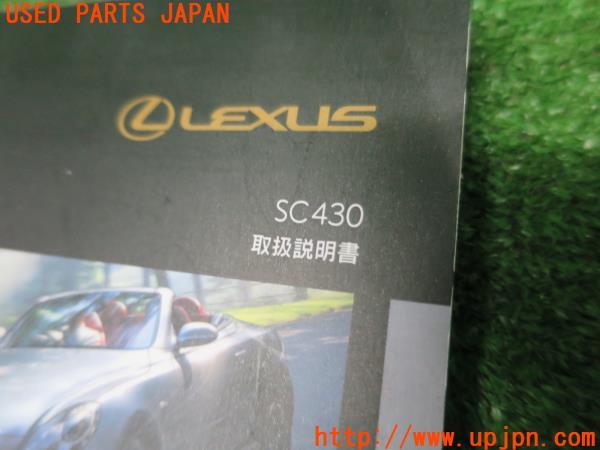 USED PARTS JAPAN
LEXUS
SC430
取扱説明書
http://www.upjpn.com/